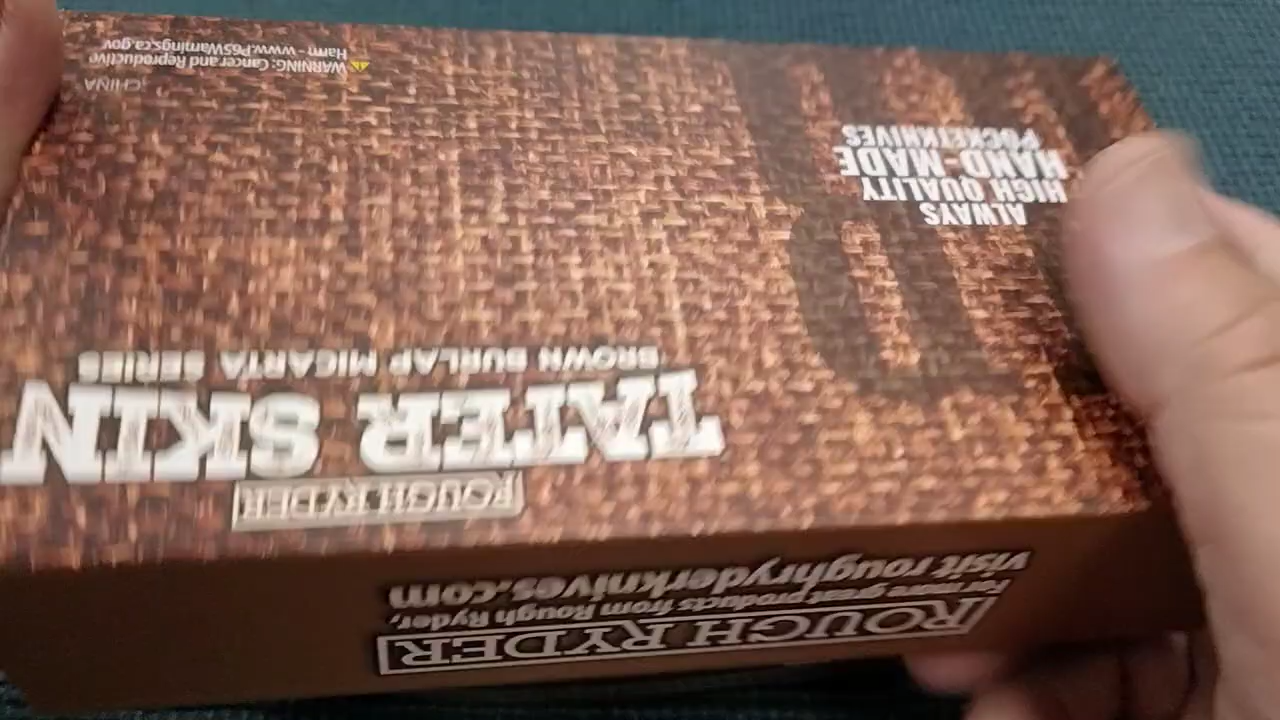 ROUGH RYDER
TATER SKIN
BROWN BURLAP MICARTA SERIES
ALWAYS
HIGH QUALITY
HAND-MADE
POCKETKNIVES
CHINA
WARNING: Cancer and Reproductive
Harm - www.P65Warnings.ca.gov
ROUGH RYDER
For more great products from Rough Ryder,
visit roughryderknives.com